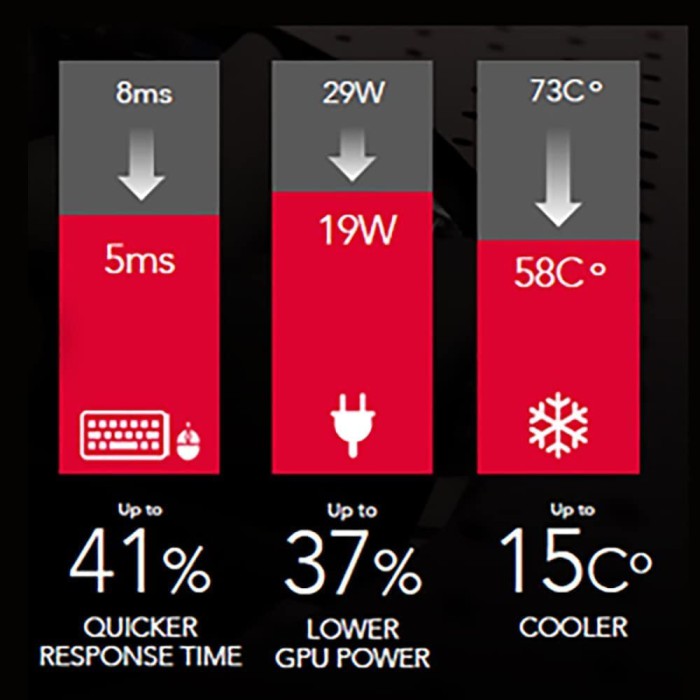 8ms
5ms
Up to
41%
QUICKER
RESPONSE TIME
29W
19W
Up to
37%
LOWER
GPU POWER
73C°
58C°
Up to
15C°
COOLER